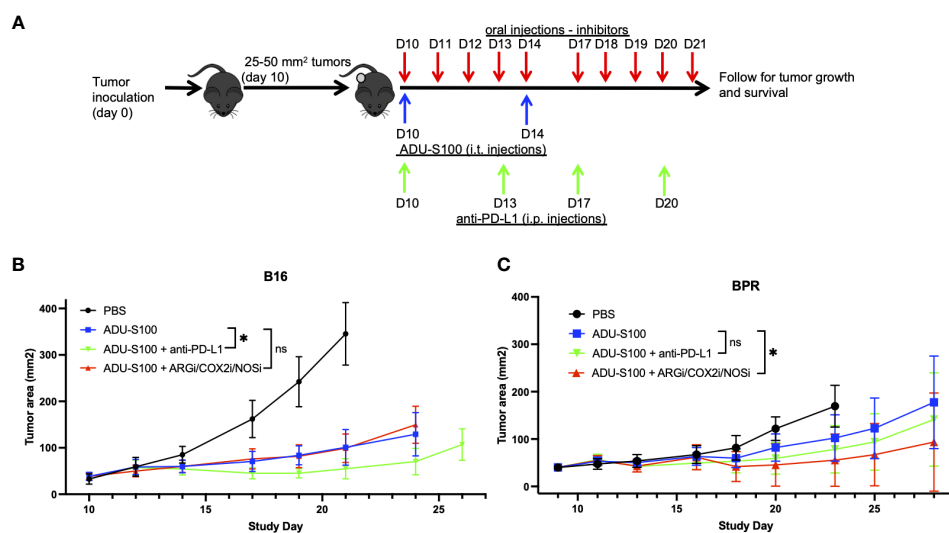 A
oral injections - inhibitors
D10 D11 D12 D13 D14 D17 D18 D19 D20 D21
25-50 mm² tumors
(day 10)
Tumor
inoculation
(day 0)
Follow for tumor growth
and survival
D10 D14
ADU-S100 (i.t. injections)
D10 D13 D17 D20
anti-PD-L1 (i.p. injections)
B
B16
PBS
ADU-S100
ADU-S100 + anti-PD-L1
ADU-S100 + ARGi/COX2i/NOSi
*
ns
Tumor area (mm2)
400
300
200
100
0
10 15 20 25
Study Day
C
BPR
PBS
ADU-S100
ADU-S100 + anti-PD-L1
ADU-S100 + ARGi/COX2i/NOSi
ns
*
Tumor area (mm2)
400
300
200
100
0
10 15 20 25
Study Day